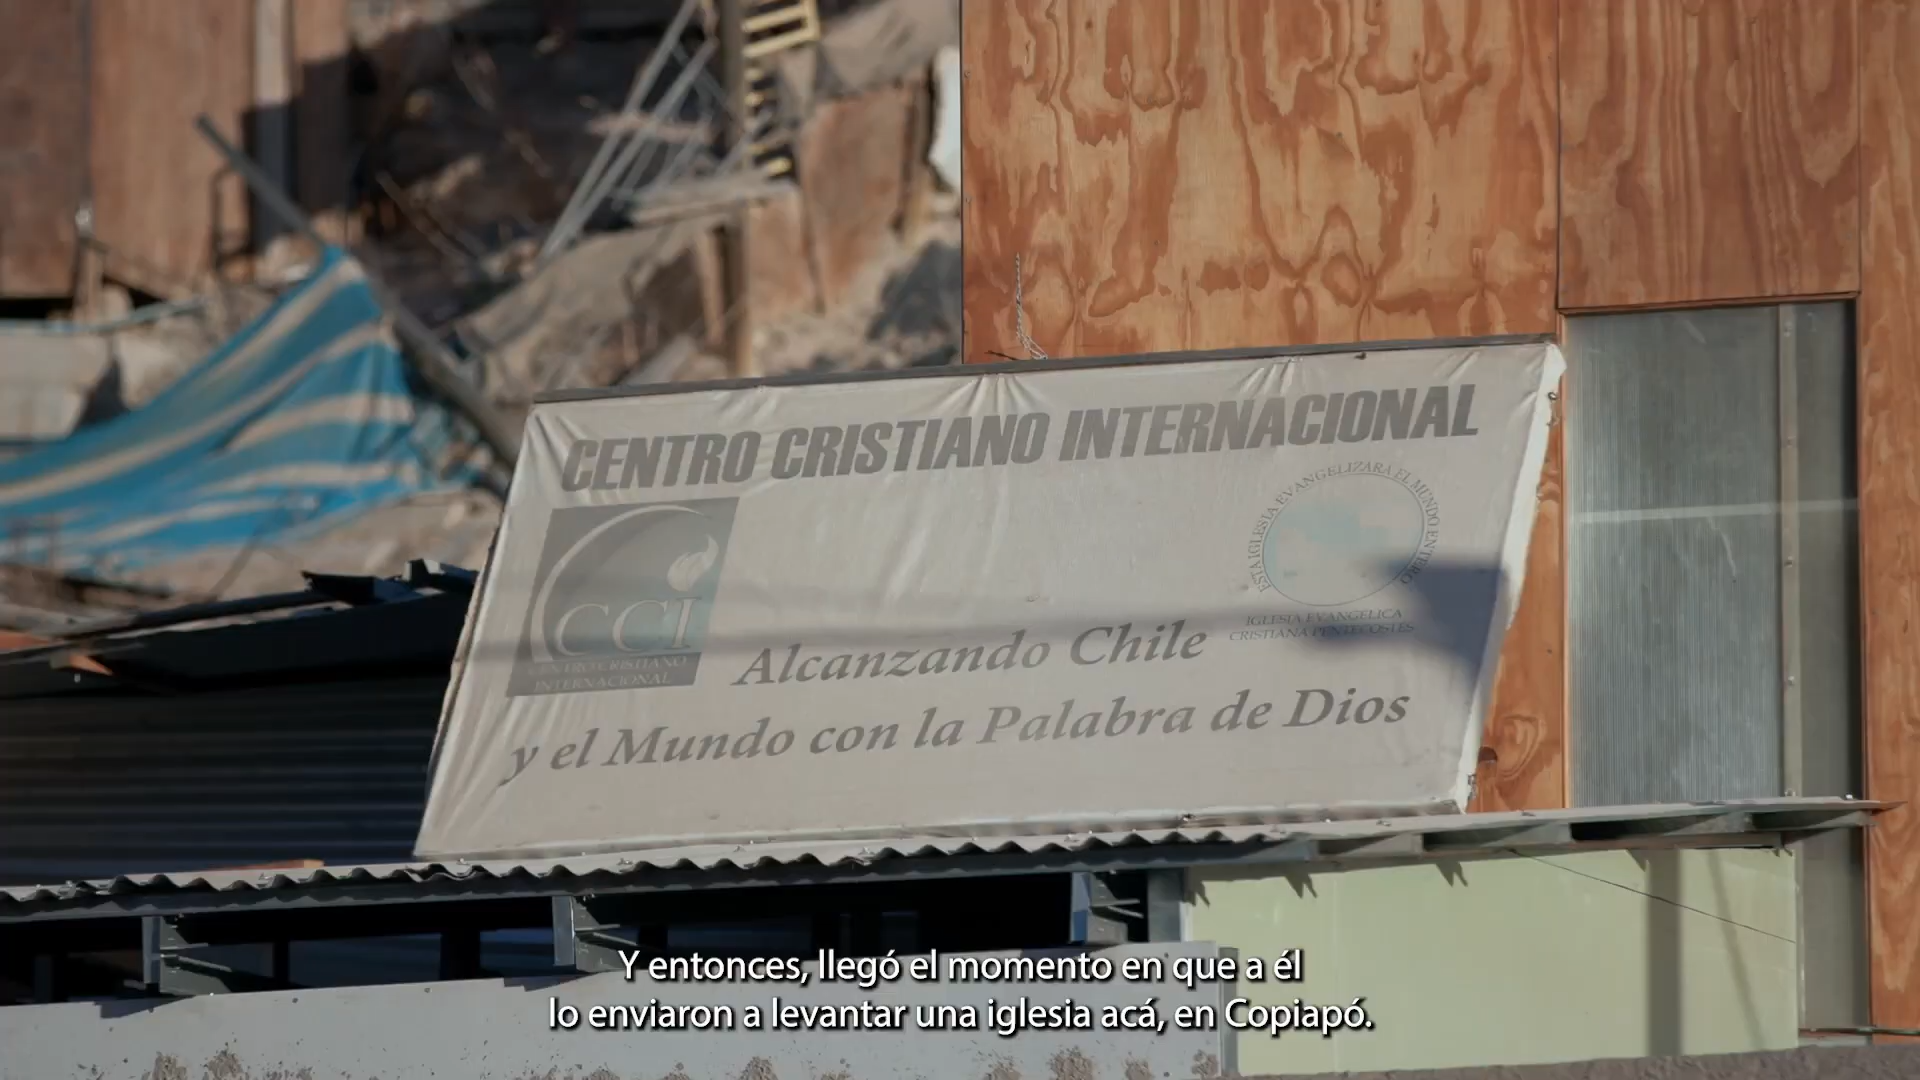 CENTRO CRISTIANO INTERNACIONAL
ESTA IGLESIA EVANGELIZARA EL MUNDO ENTERO
IGLESIA EVANGELICA
CRISTIANA PENTECOSTES
CCI
CENTRO CRISTIANO
INTERNACIONAL
Alcanzando Chile
y el Mundo con la Palabra de Dios
Y entonces, llegó el momento en que a él
lo enviaron a levantar una iglesia acá, en Copiapó.